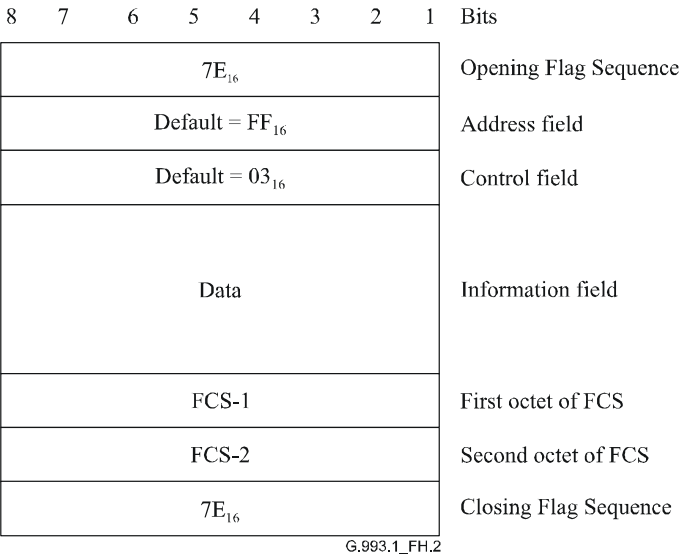 8 7 6 5 4 3 2 1 Bits
7E₁₆ Opening Flag Sequence
Default = FF₁₆ Address field
Default = 03₁₆ Control field
Data Information field
FCS-1 First octet of FCS
FCS-2 Second octet of FCS
7E₁₆ Closing Flag Sequence
G.993.1_FH.2